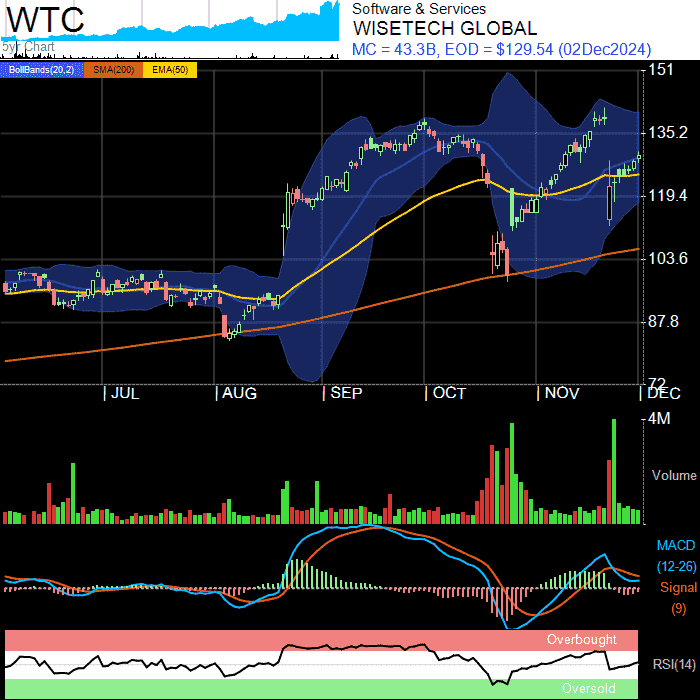 WTC
5yr Chart
Software & Services
WISETECH GLOBAL
MC = 43.3B, EOD = $129.54 (02Dec2024)
BollBands(20,2) SMA(200) EMA(50)
151
135.2
119.4
103.6
87.8
72
JUL AUG SEP OCT NOV DEC
4M
Volume
MACD
(12-26)
Signal
(9)
Overbought
RSI(14)
Oversold